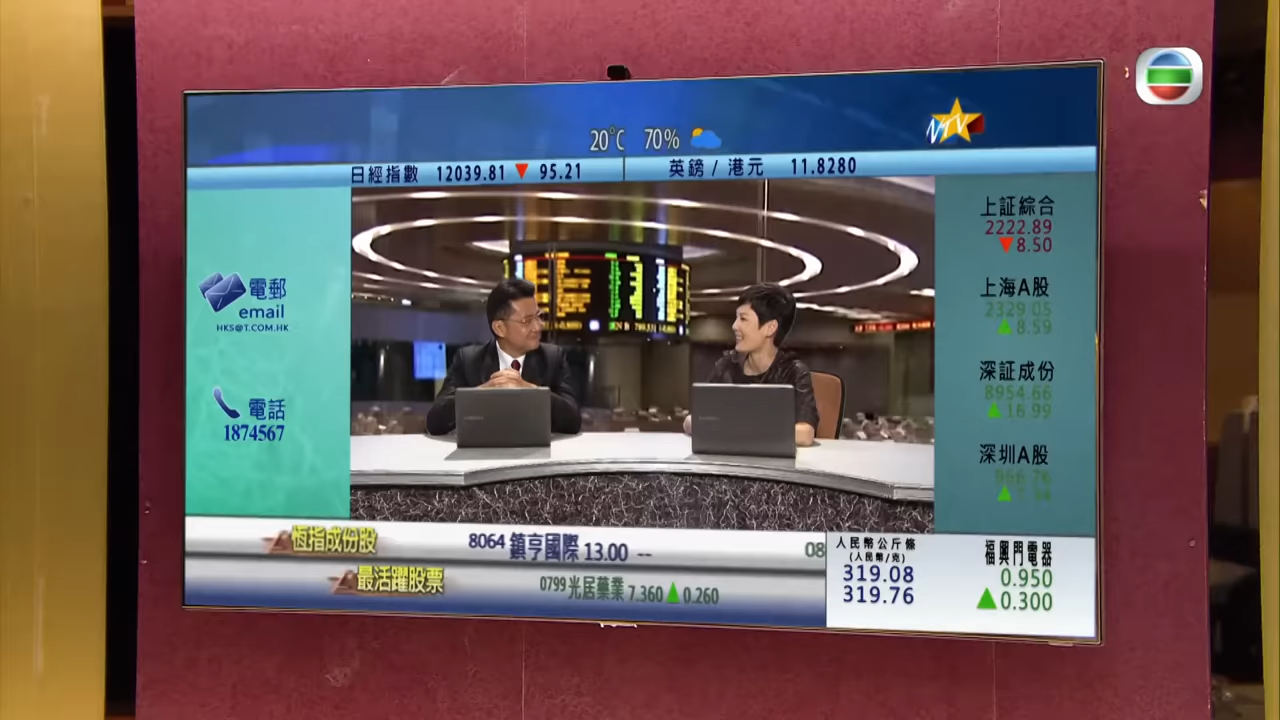 NTV
20°C 70%
日經指數 12039.81 ▼ 95.21 英鎊 / 港元 11.8280
上証綜合
2222.89
▼8.50
上海A股
2329.05
▲8.59
深証成份
8954.66
▲16.99
深圳A股
電郵
email
HKS@T.COM.HK
電話
1874567
恆指成份股 8064 鎮亨國際 13.00 -- 08
最活躍股票 0799 光居藥業 7.360 ▲ 0.260
人民幣公斤條
(人民幣/克)
319.08
319.76
福興門電器
0.950
▲0.300